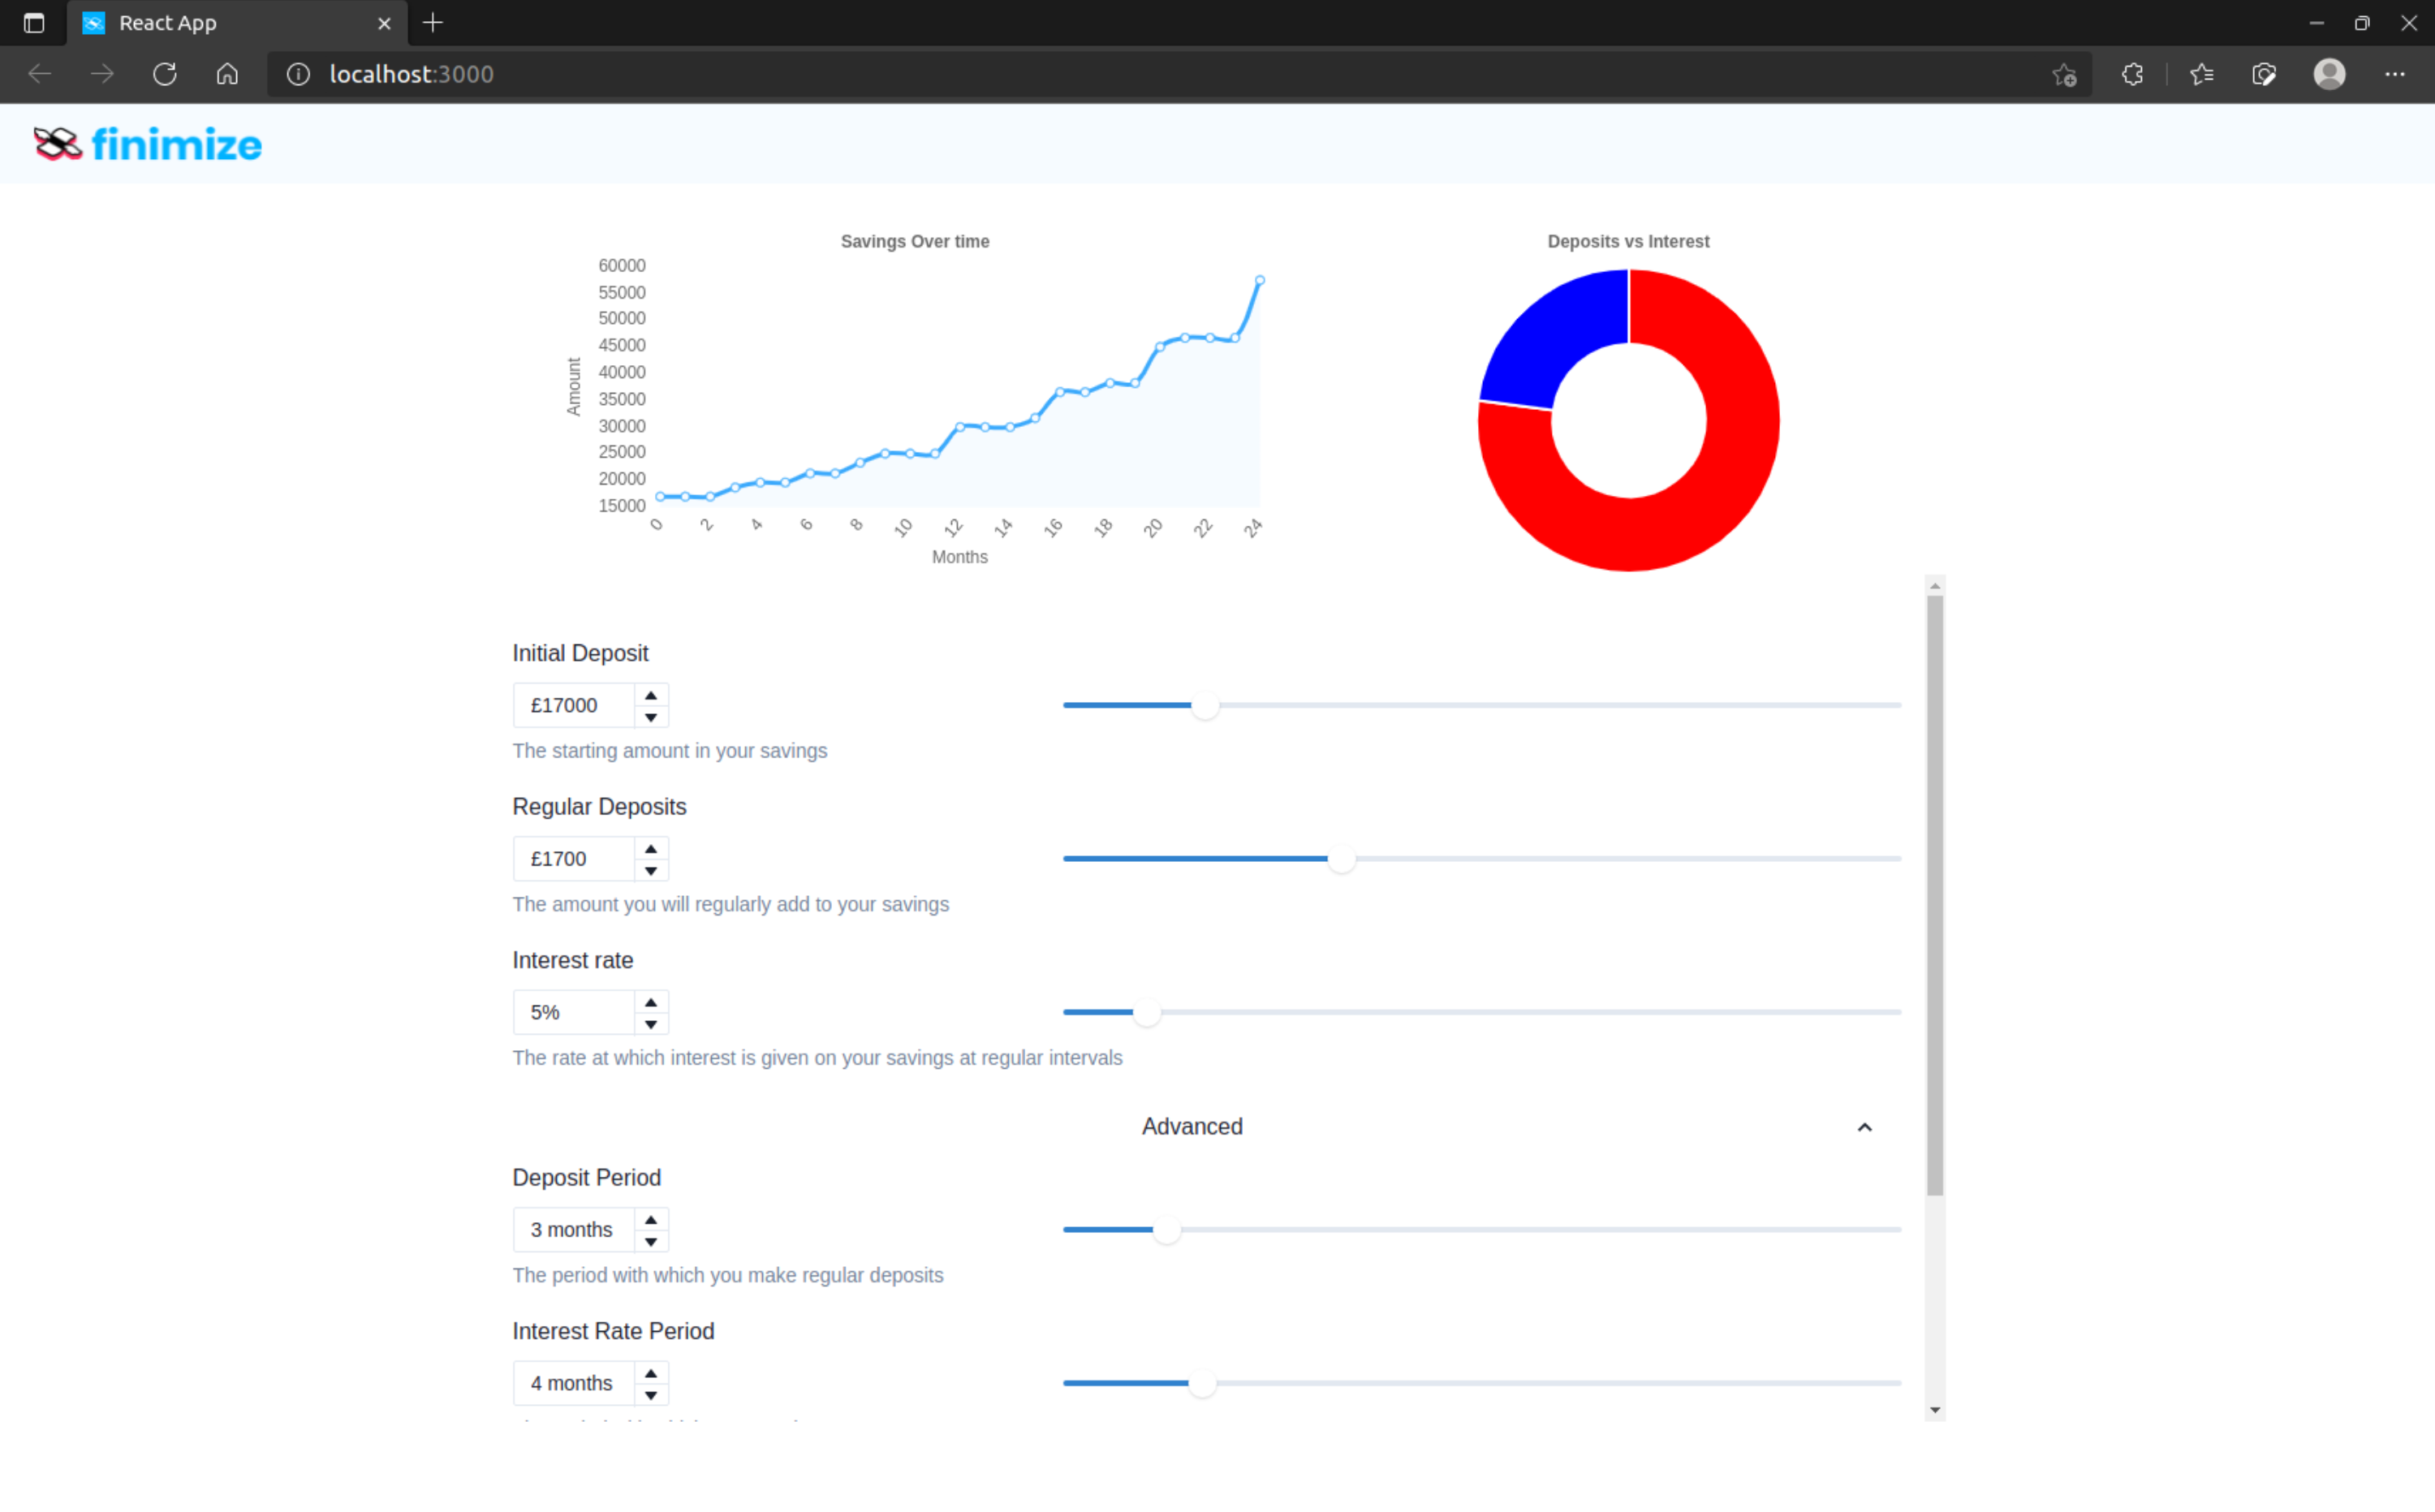 React App
localhost:3000
finimize
Savings Over time
60000
55000
50000
45000
40000
35000
30000
25000
20000
15000
Amount
0 2 4 6 8 10 12 14 16 18 20 22 24
Months
Deposits vs Interest
Initial Deposit
£17000
The starting amount in your savings
Regular Deposits
£1700
The amount you will regularly add to your savings
Interest rate
5%
The rate at which interest is given on your savings at regular intervals
Advanced
Deposit Period
3 months
The period with which you make regular deposits
Interest Rate Period
4 months